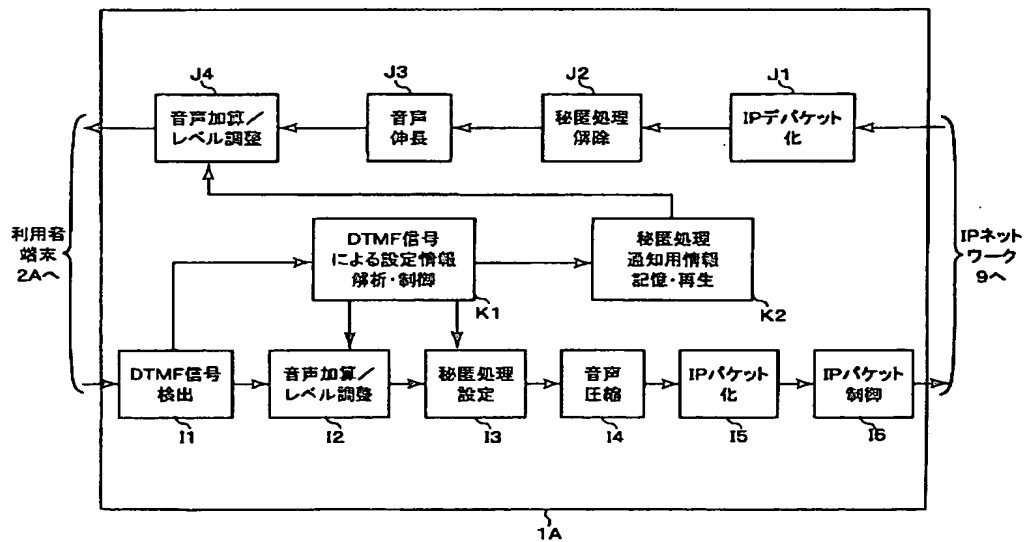 J4
音声加算／
レベル調整
J3
音声
伸長
J2
秘匿処理
解除
J1
IPデパケット
化
利用者
端末
2Aへ
DTMF信号
による設定情報
解析・制御
K1
秘匿処理
通知用情報
記憶・再生
K2
IPネット
ワーク
9へ
DTMF信号
検出
I1
音声加算／
レベル調整
I2
秘匿処理
設定
I3
音声
圧縮
I4
IPパケット
化
I5
IPパケット
制御
I6
1A